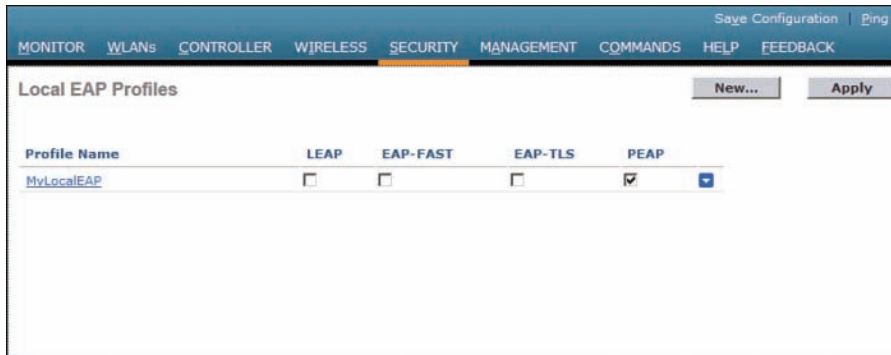 Save Configuration | Ping
MONITOR WLANs CONTROLLER WIRELESS SECURITY MANAGEMENT COMMANDS HELP FEEDBACK
Local EAP Profiles New... Apply
Profile Name LEAP EAP-FAST EAP-TLS PEAP
MyLocalEAP